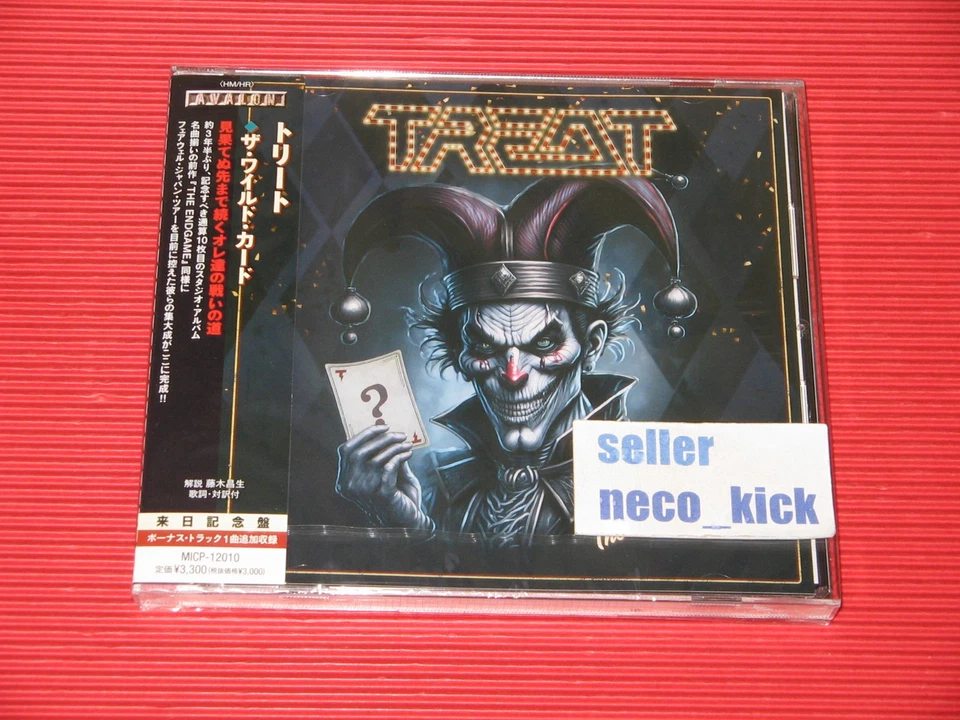 〈HM/HR〉
AVALON
トリート
◆ザ・ワイルド・カード
見果てぬ先まで続くオレ達の戦いの道
約3年半ぶり、記念すべき通算10枚目のスタジオ・アルバム
名曲揃いの前作『THE ENDGAME』同様に
フェアウェル・ジャパン・ツアーを目前に控えた彼らの集大成がここに完成!!
解説 藤木昌生
歌詞・対訳付
来日記念盤
ボーナス・トラック1曲追加収録
MICP-12010
定価¥3,300(税抜価格¥3,000)
TREAT
T
?
T
seller
neco_kick